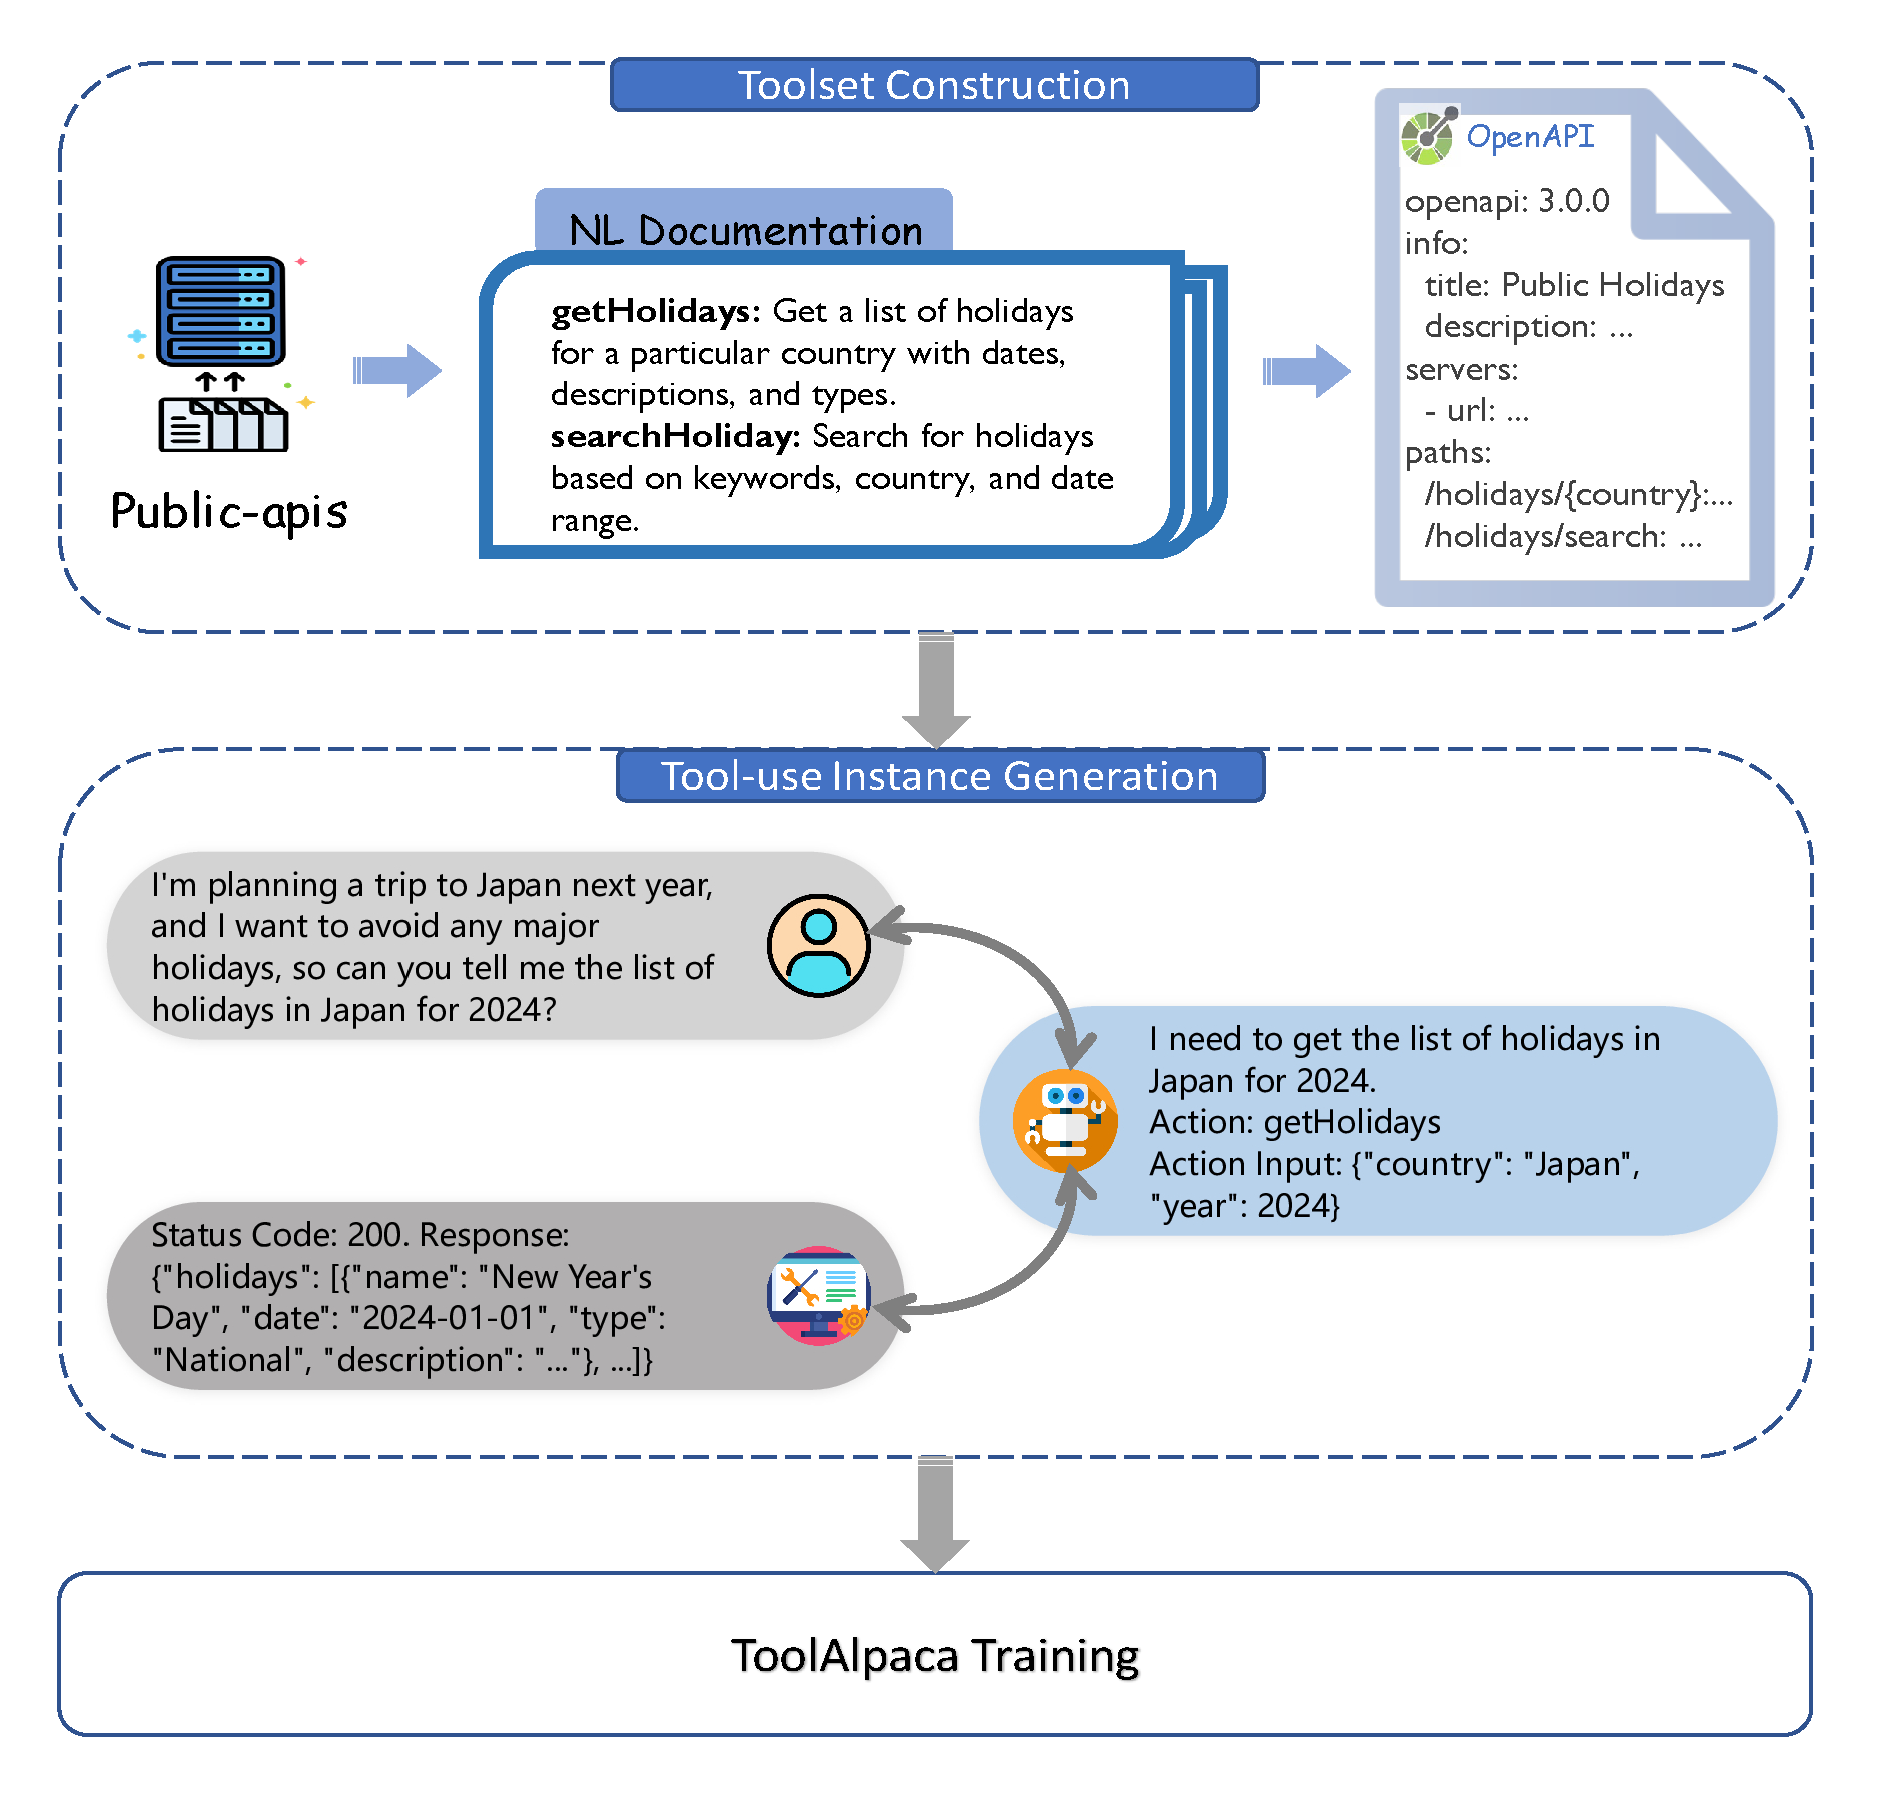 Toolset Construction
Public-apis
NL Documentation
getHolidays: Get a list of holidays
for a particular country with dates,
descriptions, and types.
searchHoliday: Search for holidays
based on keywords, country, and date
range.
OpenAPI
openapi: 3.0.0
info:
title: Public Holidays
description: ...
servers:
- url: ...
paths:
/holidays/{country}:...
/holidays/search: ...
Tool-use Instance Generation
I'm planning a trip to Japan next year,
and I want to avoid any major
holidays, so can you tell me the list of
holidays in Japan for 2024?
I need to get the list of holidays in
Japan for 2024.
Action: getHolidays
Action Input: {"country": "Japan",
"year": 2024}
Status Code: 200. Response:
{"holidays": [{"name": "New Year's
Day", "date": "2024-01-01", "type":
"National", "description": "..."}, ...]}
ToolAlpaca Training